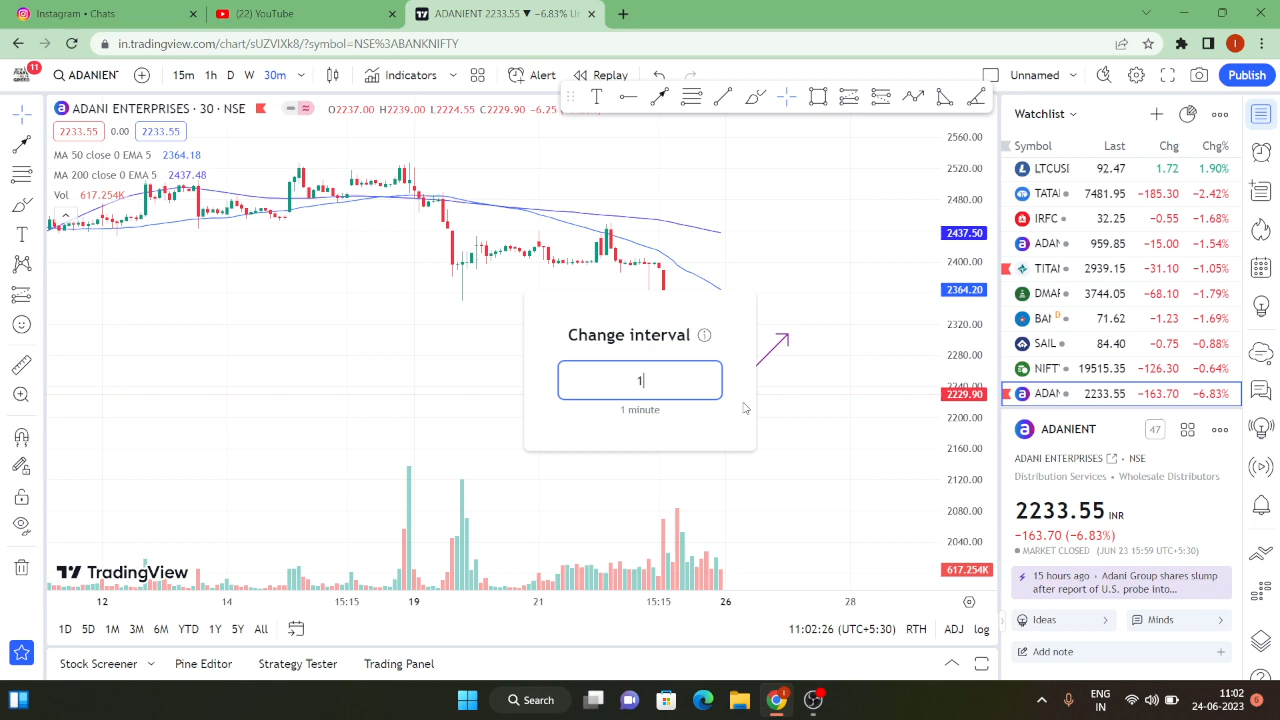 Instagram • Chats
(22) YouTube
ADANIENT 2233.55 ▼ −6.83% Un
in.tradingview.com/chart/sUZVIXk8/?symbol=NSE%3ABANKNIFTY
11
ADANIENT
15m 1h D W 30m
Indicators
Alert
Replay
Unnamed
Publish
ADANI ENTERPRISES · 30 · NSE
O2237.00 H2239.00 L2224.55 C2229.90 −6.25
2233.55 0.00 2233.55
MA 50 close 0 EMA 5 2364.18
MA 200 close 0 EMA 5 2437.48
Vol 617.254K
2560.00
2520.00
2480.00
2437.50
2400.00
2364.20
2320.00
2280.00
2240.00
2229.90
2200.00
2160.00
2120.00
2080.00
2040.00
617.254K
Change interval
1
1 minute
TradingView
12 14 15:15 19 21 15:15 26 28
1D 5D 1M 3M 6M YTD 1Y 5Y All
11:02:26 (UTC+5:30) RTH ADJ log
Stock Screener Pine Editor Strategy Tester Trading Panel
Watchlist
Symbol Last Chg Chg%
LTCUSI 92.47 1.72 1.90%
TATAI 7481.95 −185.30 −2.42%
IRFC 32.25 −0.55 −1.68%
ADAN 959.85 −15.00 −1.54%
TITAN 2939.15 −31.10 −1.05%
DMAR 3744.05 −68.10 −1.79%
BAN D 71.62 −1.23 −1.69%
SAIL 84.40 −0.75 −0.88%
NIFTY 19515.35 −126.30 −0.64%
ADAN 2233.55 −163.70 −6.83%
ADANIENT
47
ADANI ENTERPRISES • NSE
Distribution Services • Wholesale Distributors
2233.55 INR
−163.70 (−6.83%)
MARKET CLOSED (JUN 23 15:59 UTC+5:30)
15 hours ago • Adani Group shares slump
after report of U.S. probe into...
Ideas
Minds
Add note
Search
ENG
IN
11:02
24-06-2023